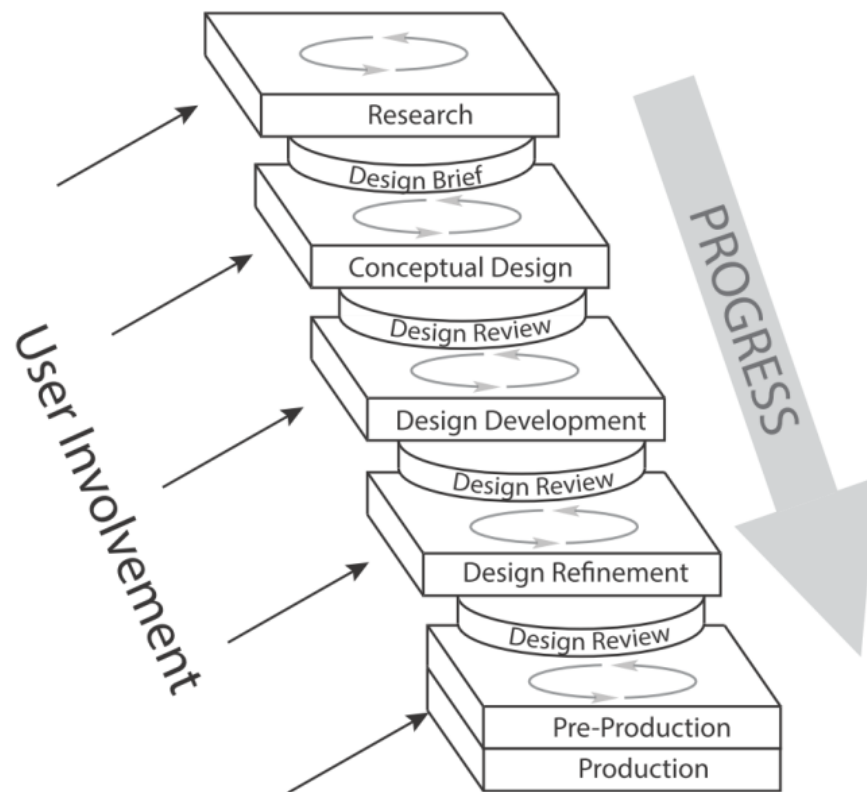 Research
Design Brief
Conceptual Design
Design Review
Design Development
Design Review
Design Refinement
Design Review
Pre-Production
Production
User Involvement
PROGRESS